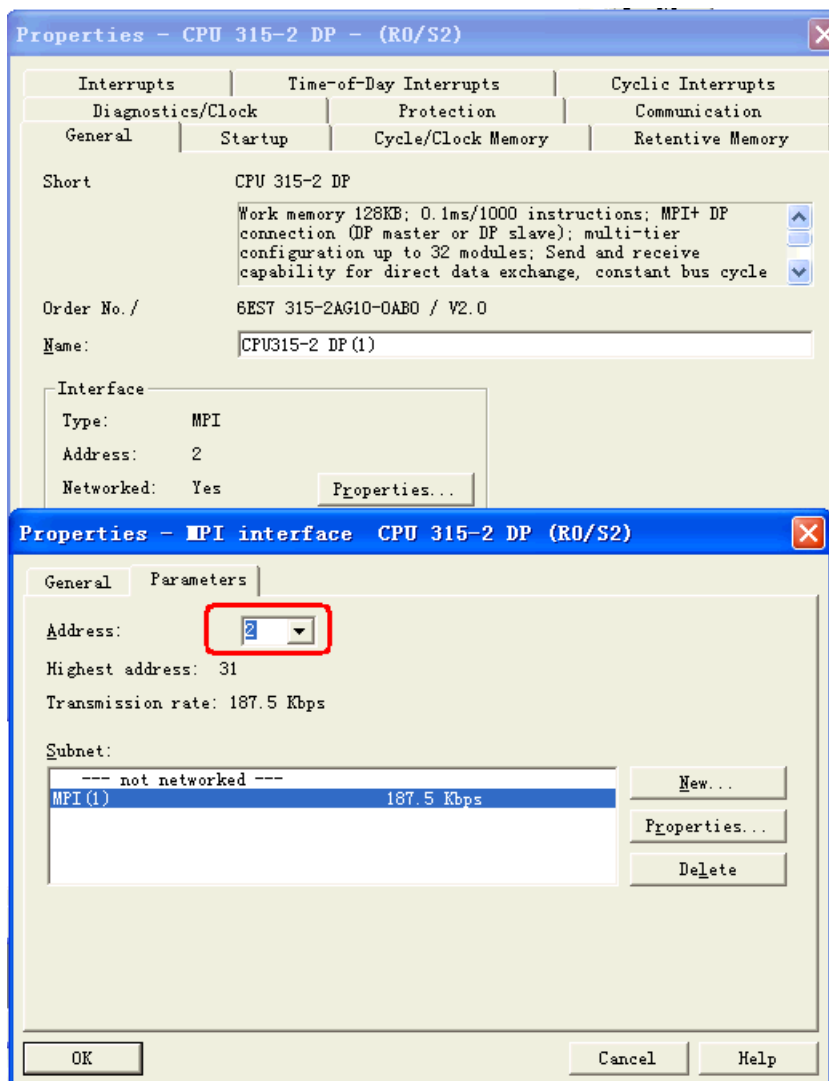 Properties - CPU 315-2 DP - (R0/S2)
Interrupts Time-of-Day Interrupts Cyclic Interrupts
Diagnostics/Clock Protection Communication
General Startup Cycle/Clock Memory Retentive Memory
Short CPU 315-2 DP
Work memory 128KB; 0.1ms/1000 instructions; MPI+ DP
connection (DP master or DP slave); multi-tier
configuration up to 32 modules; Send and receive
capability for direct data exchange, constant bus cycle
Order No./ 6ES7 315-2AG10-0AB0 / V2.0
Name: CPU315-2 DP(1)
Interface
Type: MPI
Address: 2
Networked: Yes Properties...
Properties - MPI interface CPU 315-2 DP (R0/S2)
General Parameters
Address: 2
Highest address: 31
Transmission rate: 187.5 Kbps
Subnet:
--- not networked ---
New...
MPI(1) 187.5 Kbps
Properties...
Delete
OK Cancel Help